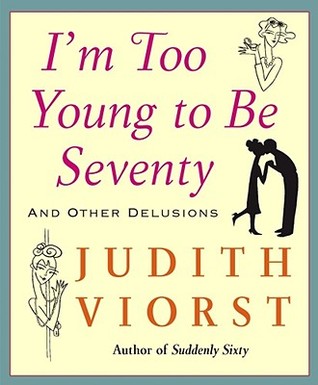 I'm Too
Young to Be
Seventy
AND OTHER DELUSIONS
JUDITH
VIORST
Author of Suddenly Sixty